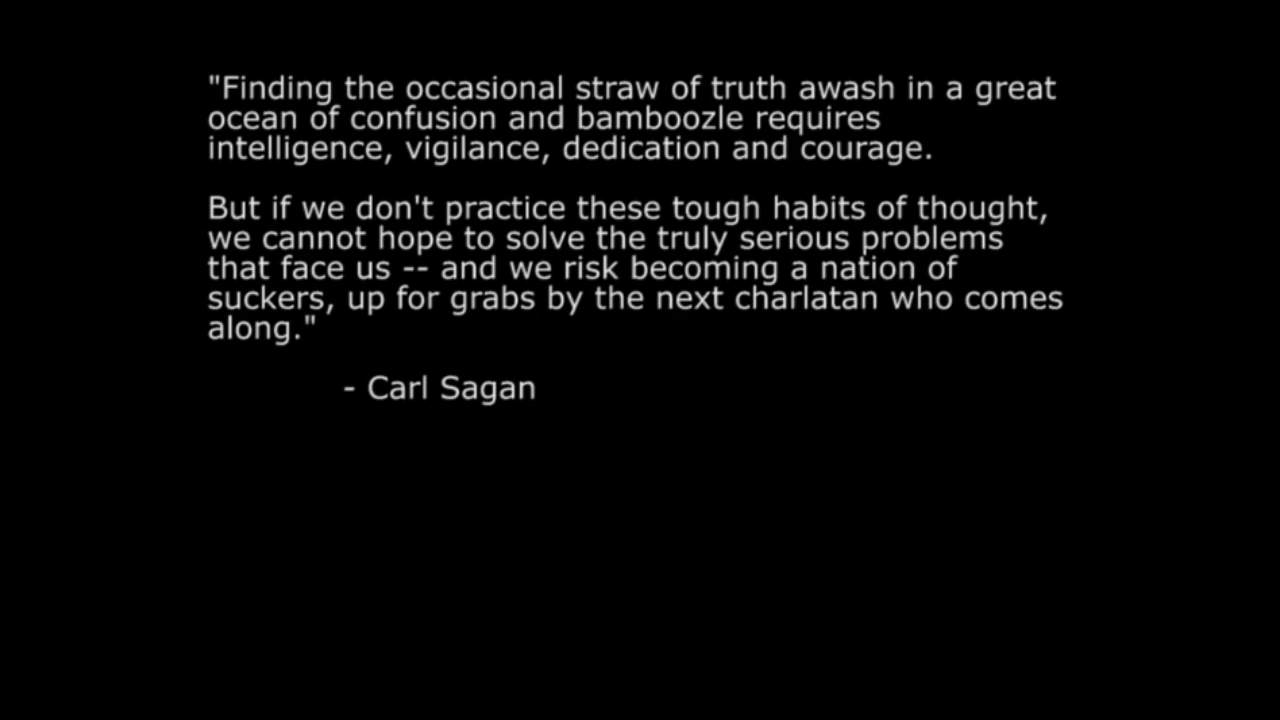 "Finding the occasional straw of truth awash in a great
ocean of confusion and bamboozle requires
intelligence, vigilance, dedication and courage.
But if we don't practice these tough habits of thought,
we cannot hope to solve the truly serious problems
that face us -- and we risk becoming a nation of
suckers, up for grabs by the next charlatan who comes
along."
- Carl Sagan